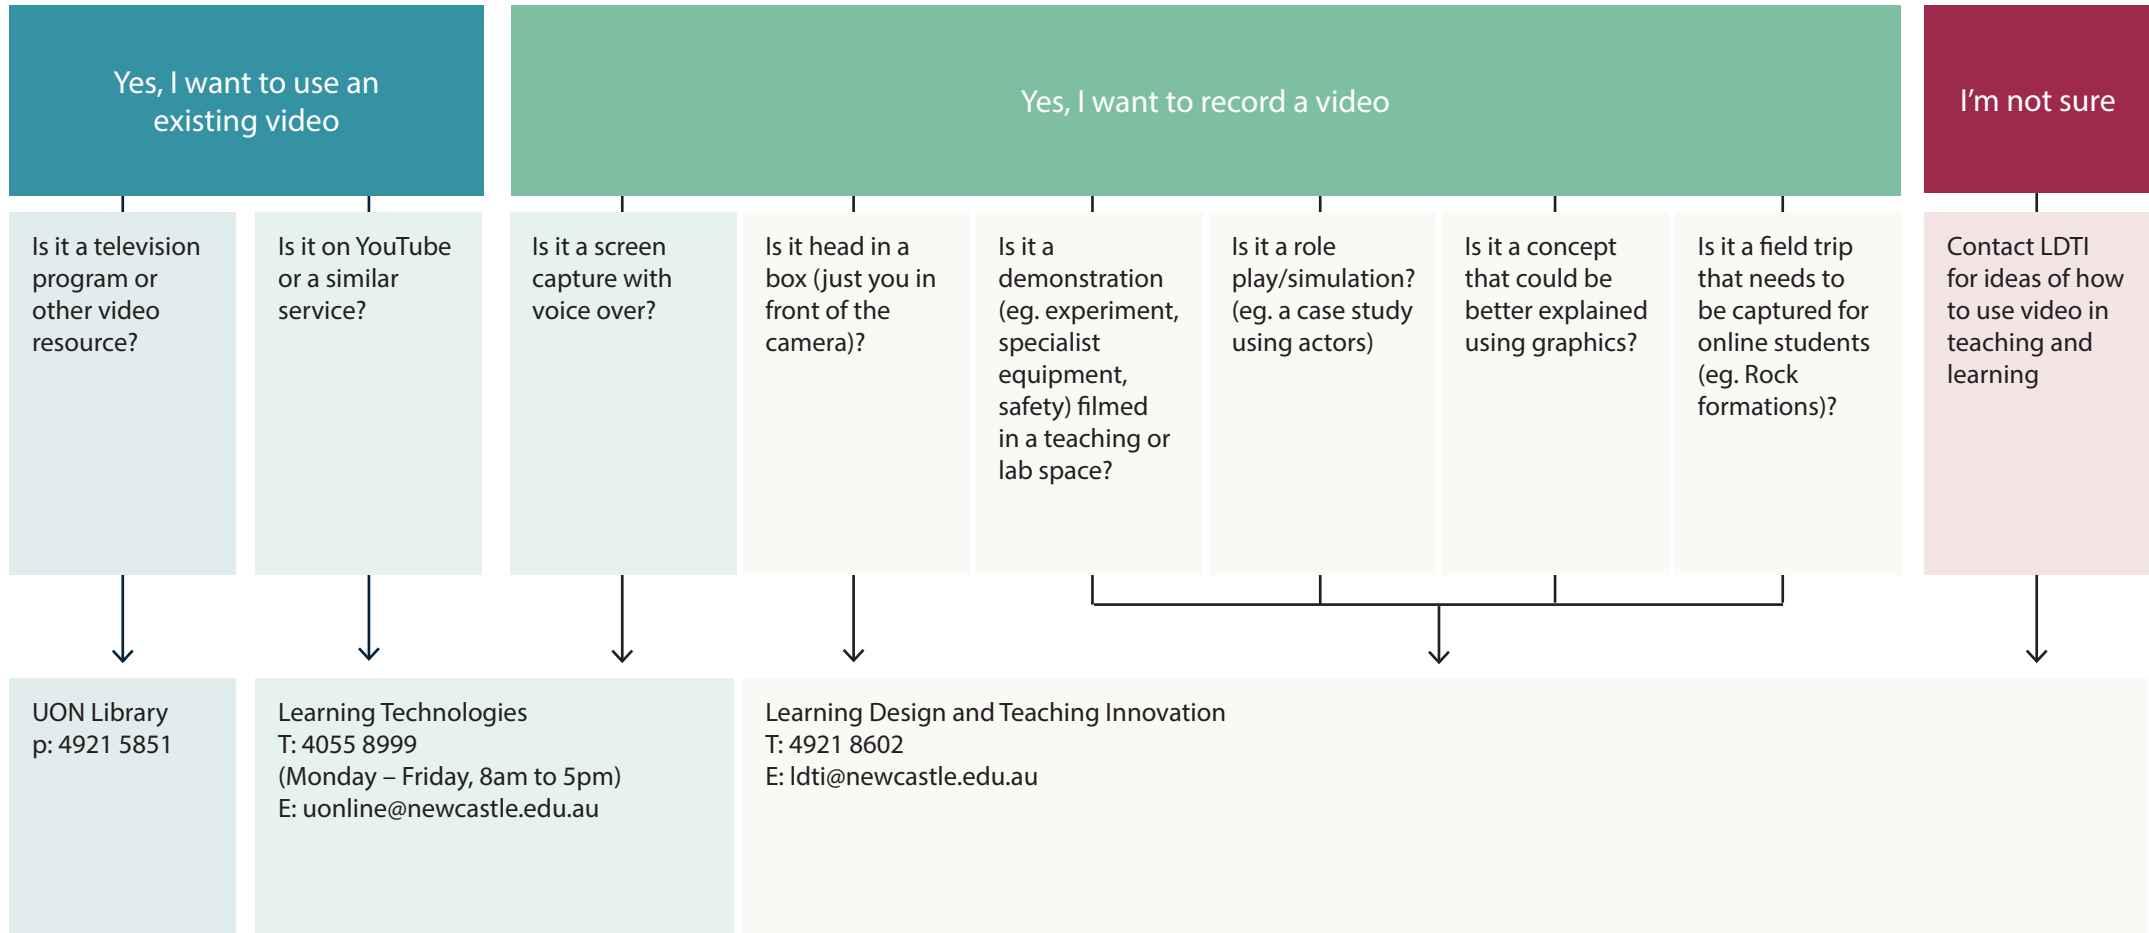 Yes, I want to use an
existing video
Yes, I want to record a video
I'm not sure
Is it a television
program or
other video
resource?
Is it on YouTube
or a similar
service?
Is it a screen
capture with
voice over?
Is it head in a
box (just you in
front of the
camera)?
Is it a
demonstration
(eg. experiment,
specialist
equipment,
safety) filmed
in a teaching or
lab space?
Is it a role
play/simulation?
(eg. a case study
using actors)
Is it a concept
that could be
better explained
using graphics?
Is it a field trip
that needs to
be captured for
online students
(eg. Rock
formations)?
Contact LDTI
for ideas of how
to use video in
teaching and
learning
UON Library
p: 4921 5851
Learning Technologies
T: 4055 8999
(Monday – Friday, 8am to 5pm)
E: uonline@newcastle.edu.au
Learning Design and Teaching Innovation
T: 4921 8602
E: ldti@newcastle.edu.au